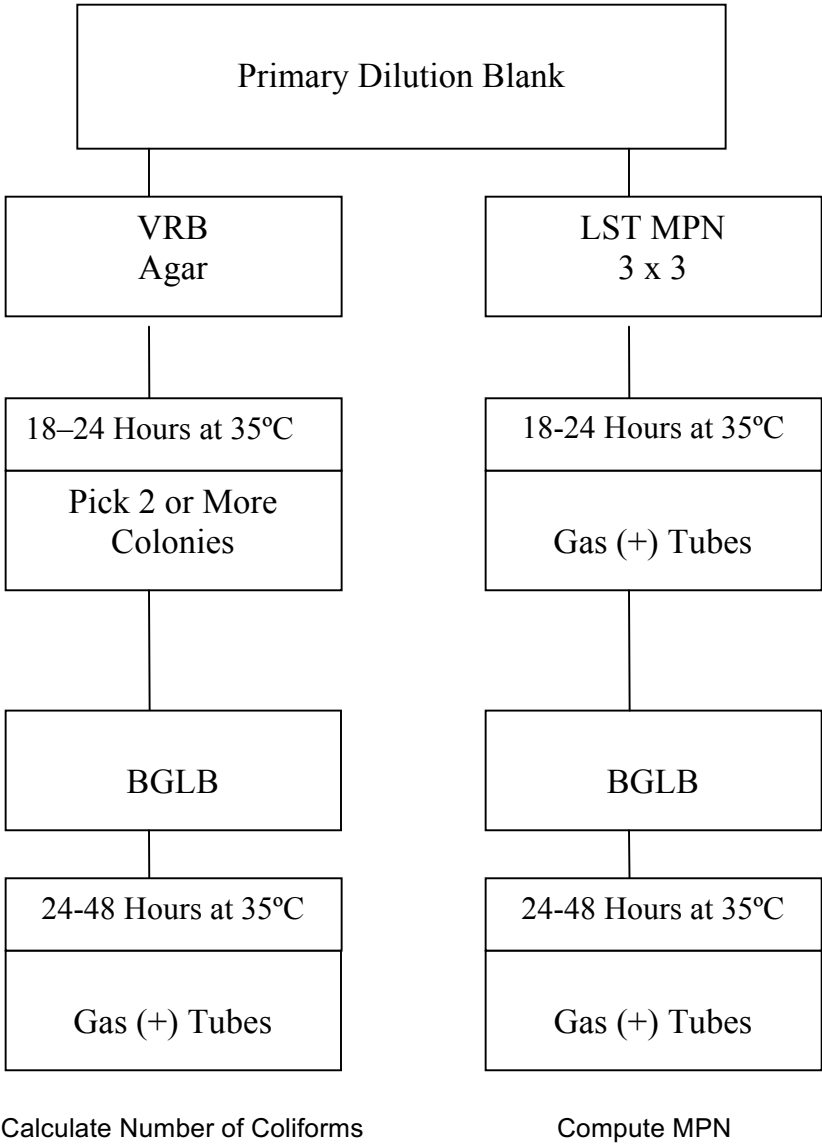 Primary Dilution Blank
VRB
Agar
LST MPN
3 x 3
18–24 Hours at 35ºC
Pick 2 or More
Colonies
18-24 Hours at 35ºC
Gas (+) Tubes
BGLB
BGLB
24-48 Hours at 35ºC
Gas (+) Tubes
24-48 Hours at 35ºC
Gas (+) Tubes
Calculate Number of Coliforms
Compute MPN